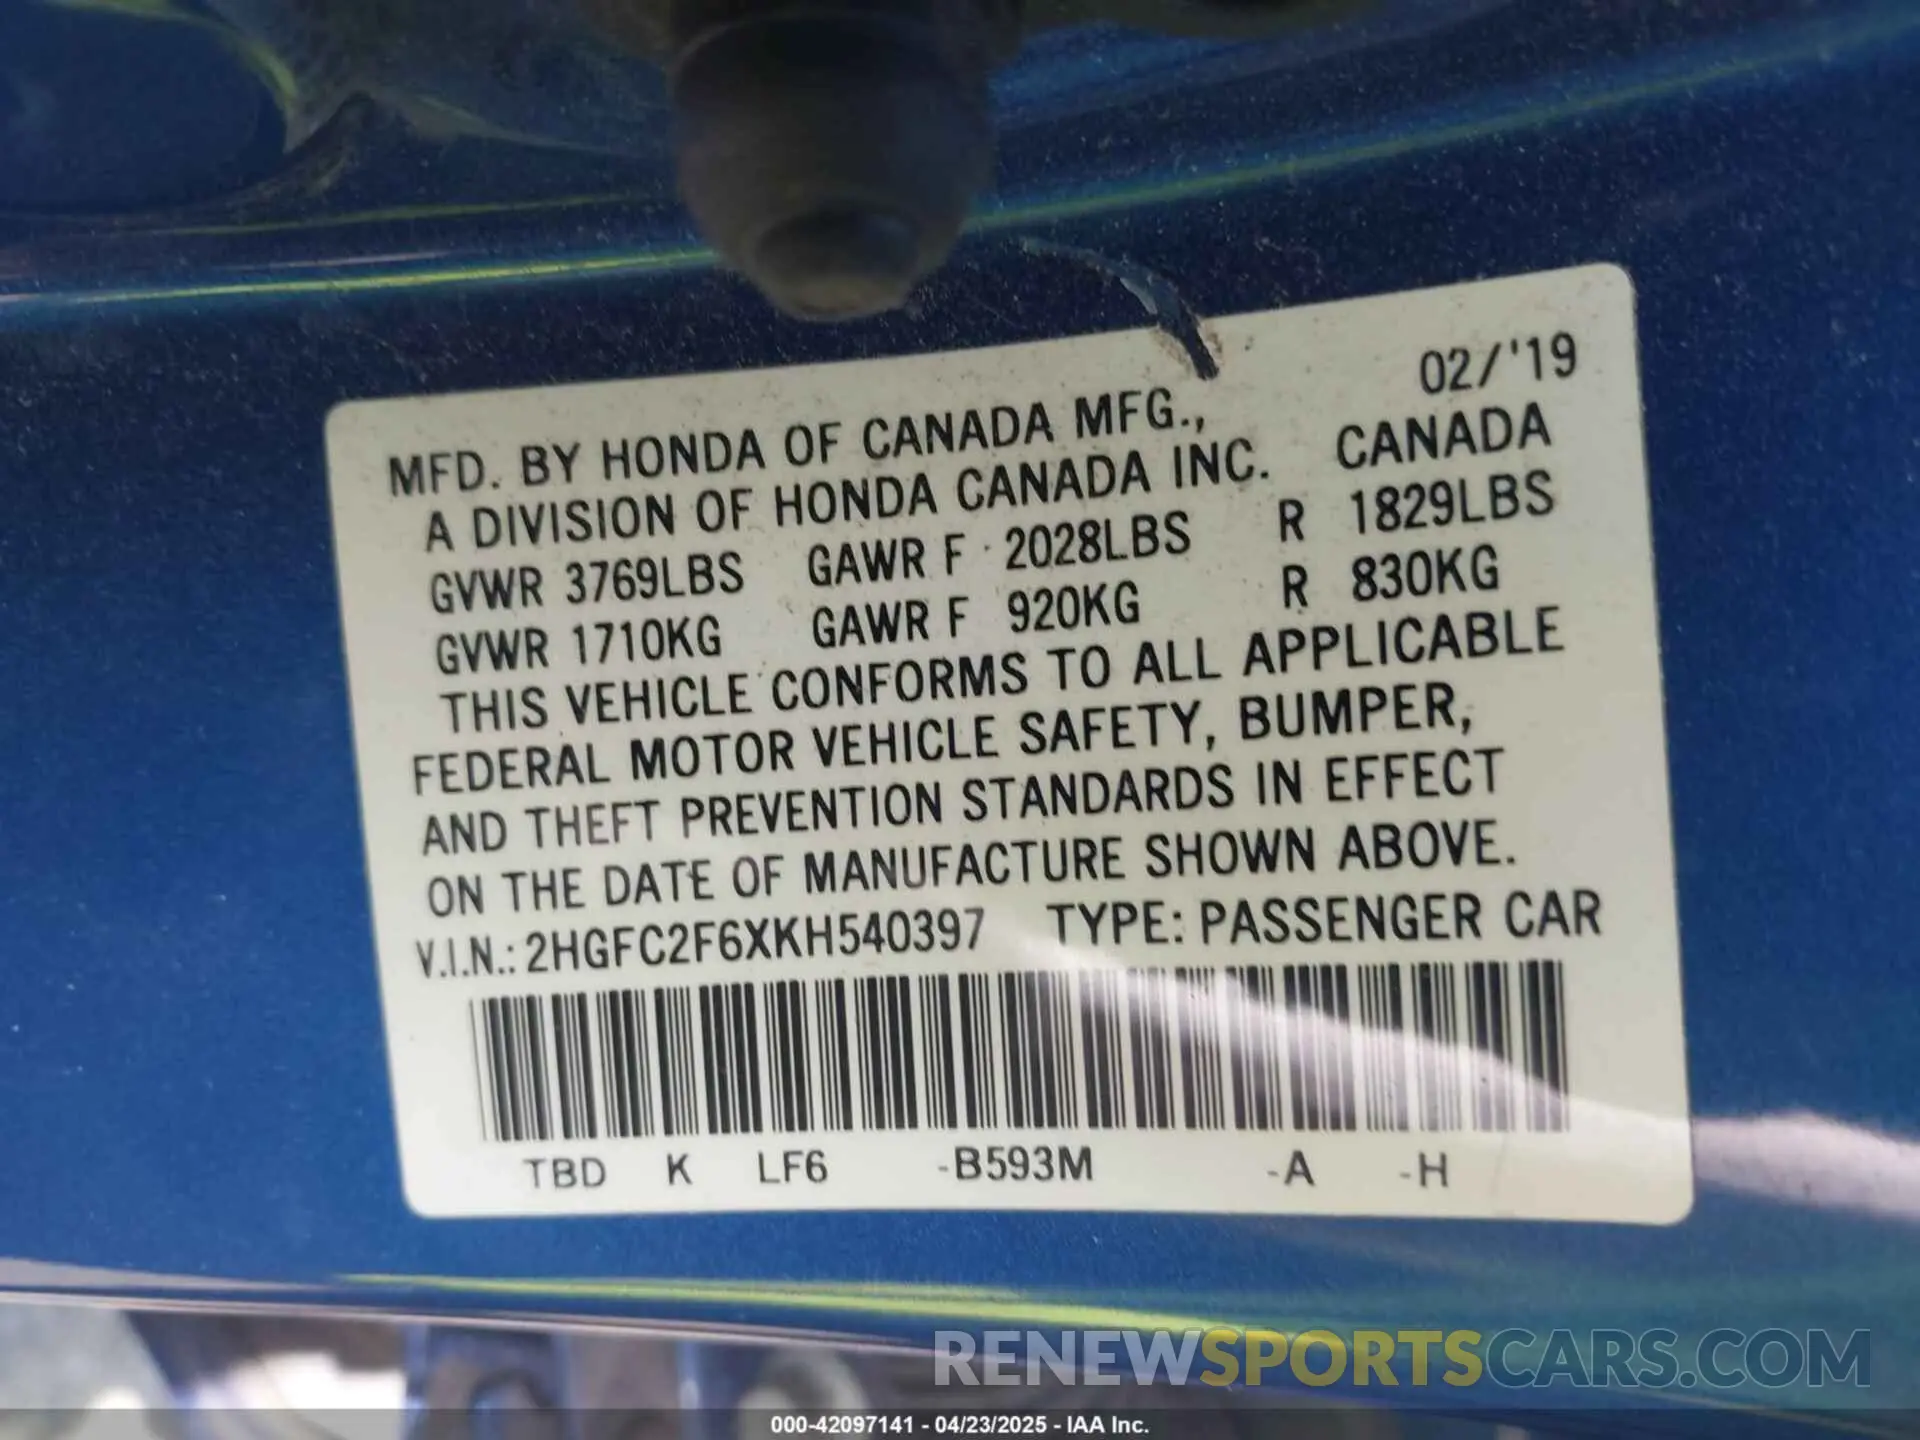 02/'19
MFD. BY HONDA OF CANADA MFG.,
A DIVISION OF HONDA CANADA INC. CANADA
GVWR 3769LBS GAWR F 2028LBS R 1829LBS
GVWR 1710KG GAWR F 920KG R 830KG
THIS VEHICLE CONFORMS TO ALL APPLICABLE
FEDERAL MOTOR VEHICLE SAFETY, BUMPER,
AND THEFT PREVENTION STANDARDS IN EFFECT
ON THE DATE OF MANUFACTURE SHOWN ABOVE.
V.I.N.: 2HGFC2F6XKH540397 TYPE: PASSENGER CAR
TBD K LF6 -B593M -A -H
RENEWSPORTSCARS.COM
000-42097141 - 04/23/2025 - IAA Inc.